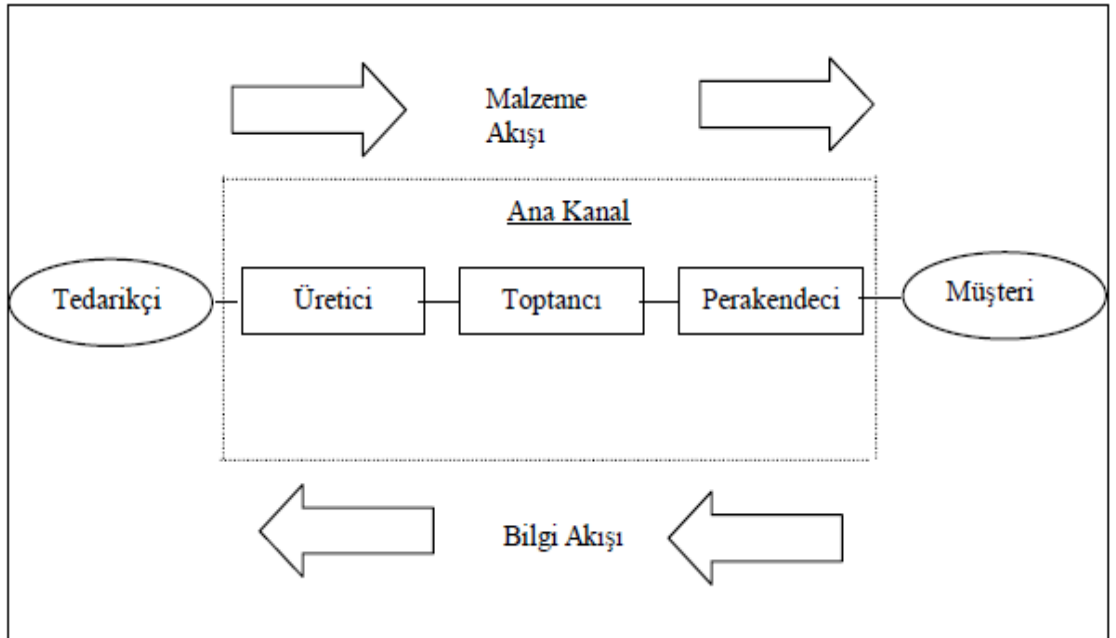 Malzeme
Akışı
Ana Kanal
Tedarikçi
Üretici
Toptancı
Perakendeci
Müşteri
Bilgi Akışı